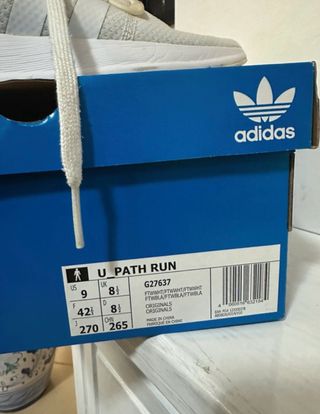 adidas
U_PATH RUN
US 9 UK 8½ G27637
FTWWHT/FTWWHT/FTWWHT
FTWBLA/FTWBLA/FTWBLA
F 42⅔ D 8½ ORIGINALS
ORIGINALS
J 270 CHN 265 MADE IN CHINA
FABRIQUÉ EN CHINE